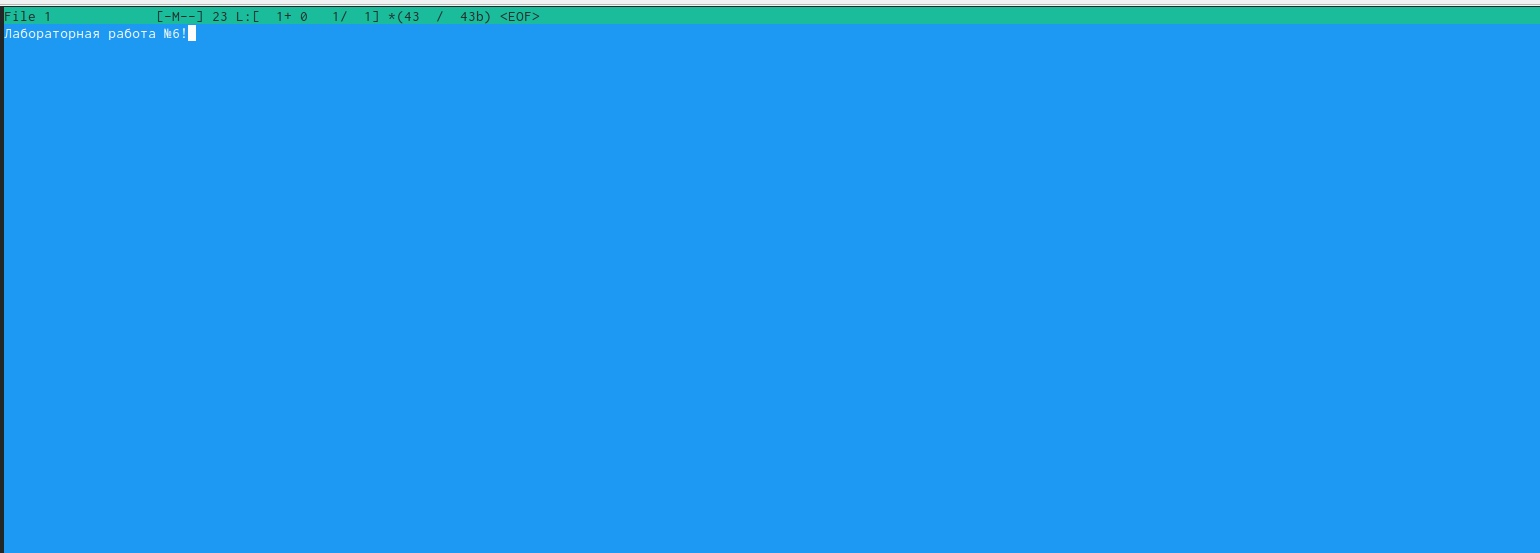 File 1 [-M--] 23 L:[ 1+ 0 1/ 1] *(43 / 43b) <EOF>
Лабораторная работа №6!